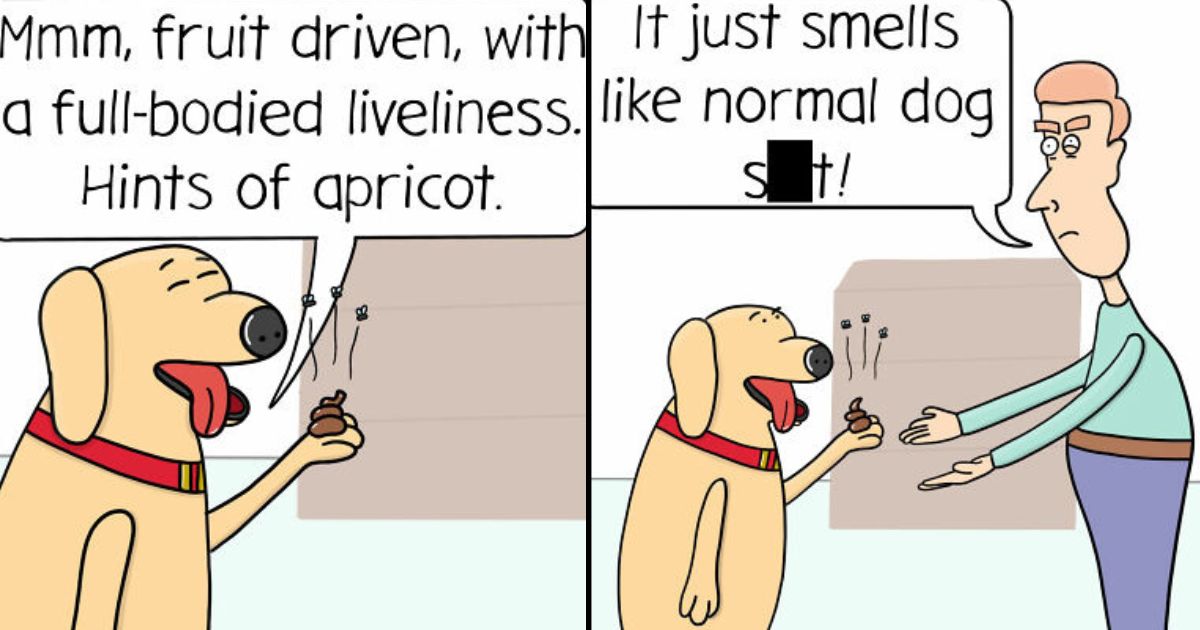 Mmm, fruit driven, with
a full-bodied liveliness.
Hints of apricot.
It just smells
like normal dog
s█t!